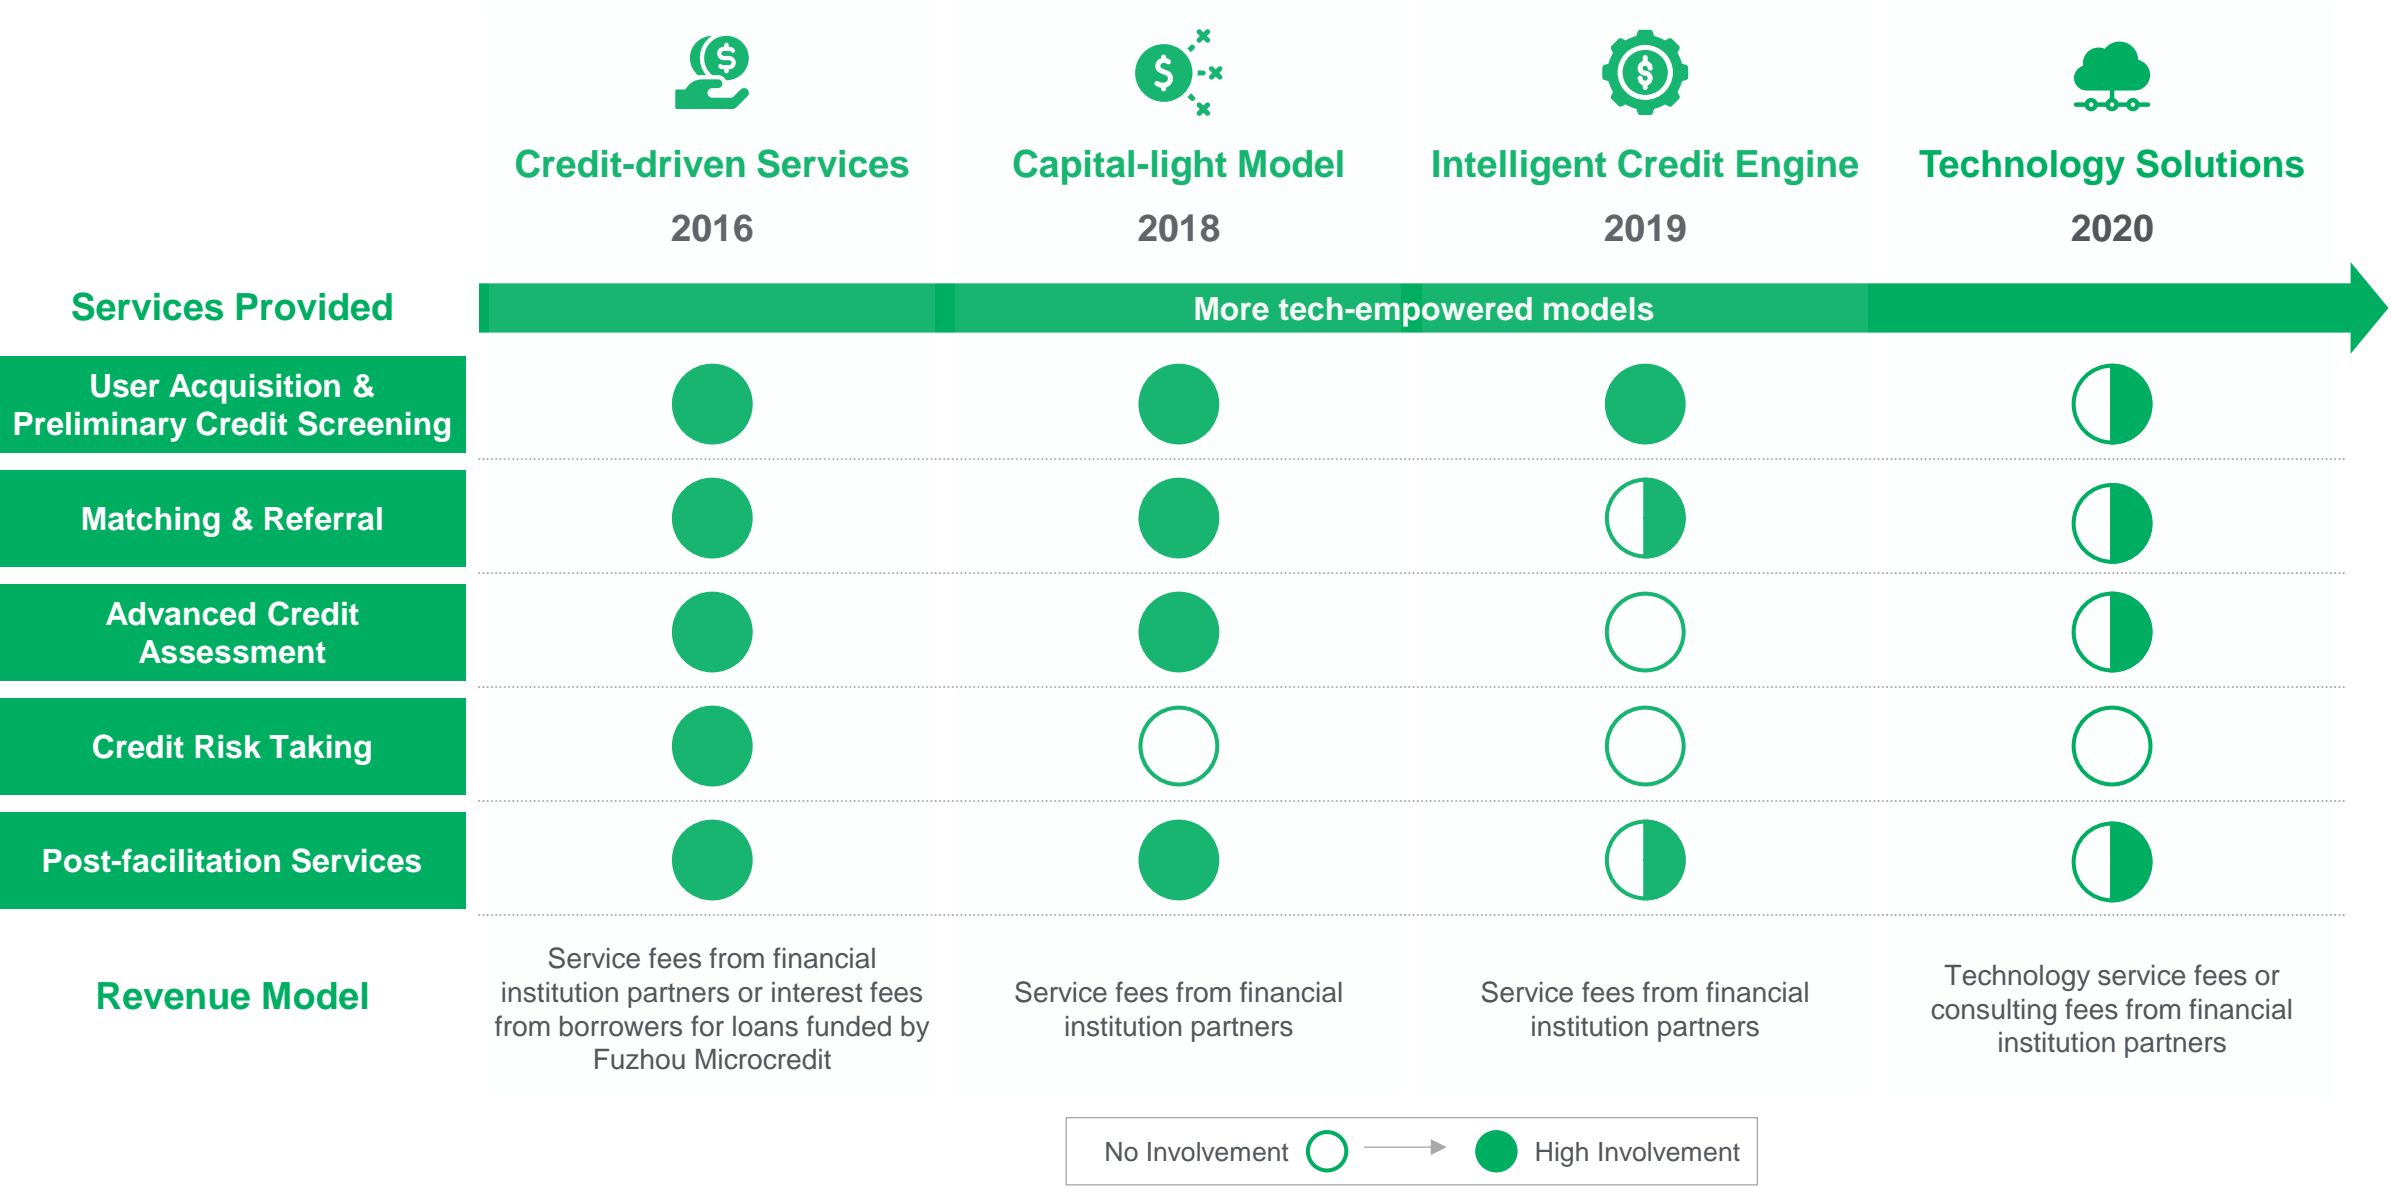 Credit-driven Services
2016
Capital-light Model
2018
Intelligent Credit Engine
2019
Technology Solutions
2020
Services Provided
More tech-empowered models
User Acquisition &
Preliminary Credit Screening
Matching & Referral
Advanced Credit
Assessment
Credit Risk Taking
Post-facilitation Services
Revenue Model
Service fees from financial
institution partners or interest fees
from borrowers for loans funded by
Fuzhou Microcredit
Service fees from financial
institution partners
Service fees from financial
institution partners
Technology service fees or
consulting fees from financial
institution partners
No Involvement
High Involvement